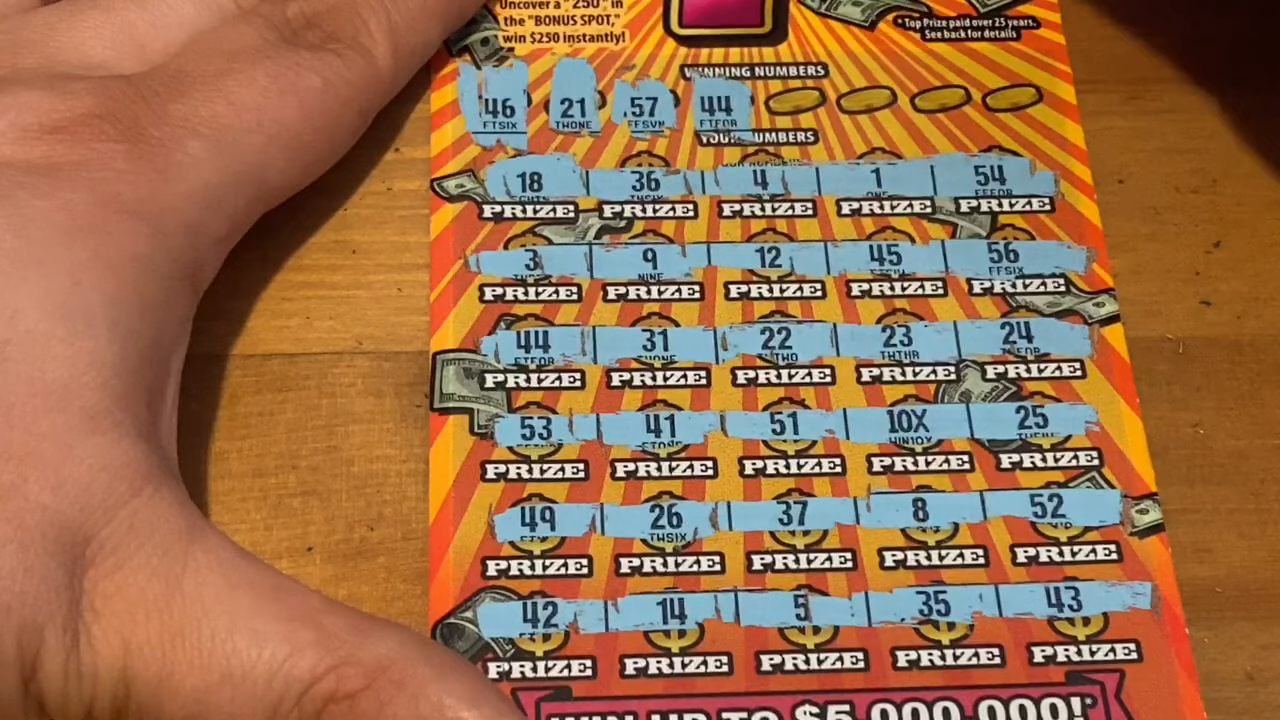 Uncover a "250" in
the "BONUS SPOT,"
win $250 instantly!
* Top Prize paid over 25 years.
See back for details
WINNING NUMBERS
46 21 57 44
FTSIX TWONE FFSVN FTFOR
YOUR NUMBERS
18 36 4 1 54
PRIZE PRIZE PRIZE PRIZE PRIZE
3 9 12 45 56
NINE FFSIX
PRIZE PRIZE PRIZE PRIZE PRIZE
44 31 22 23 24
FTFOR TWTHR
PRIZE PRIZE PRIZE PRIZE PRIZE
53 41 51 10X 25
WIN10X
PRIZE PRIZE PRIZE PRIZE PRIZE
49 26 37 8 52
TWSIX
PRIZE PRIZE PRIZE PRIZE PRIZE
42 14 5 35 43
PRIZE PRIZE PRIZE PRIZE PRIZE
WIN UP TO $5,000,000!*